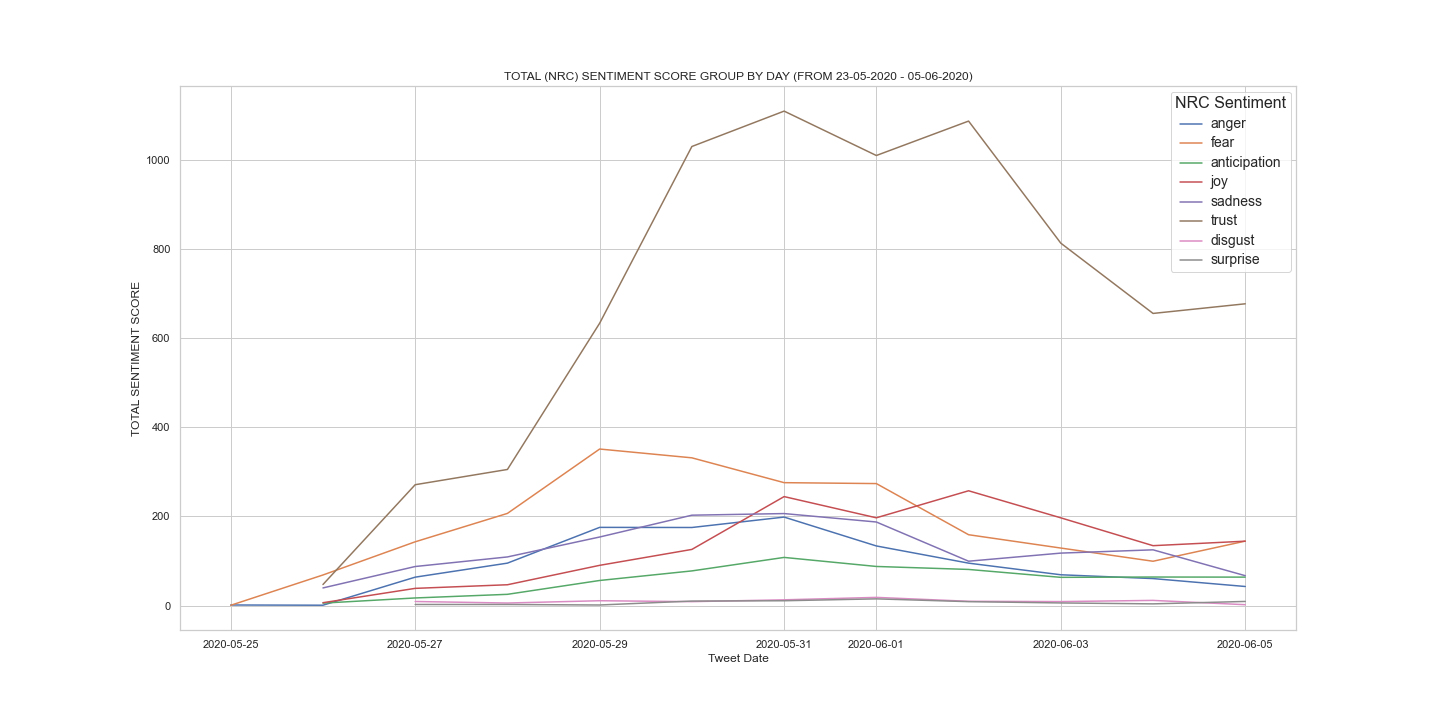 TOTAL (NRC) SENTIMENT SCORE GROUP BY DAY (FROM 23-05-2020 - 05-06-2020)
NRC Sentiment
anger
fear
anticipation
joy
sadness
trust
disgust
surprise
TOTAL SENTIMENT SCORE
1000
800
600
400
200
0
2020-05-25 2020-05-27 2020-05-29 2020-05-31 2020-06-01 2020-06-03 2020-06-05
Tweet Date